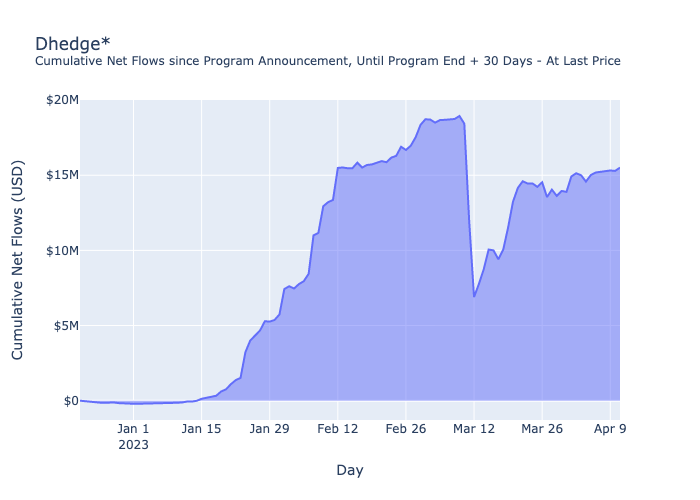 Dhedge*
Cumulative Net Flows since Program Announcement, Until Program End + 30 Days - At Last Price
$20M
$15M
$10M
$5M
$0
Cumulative Net Flows (USD)
Jan 1 Jan 15 Jan 29 Feb 12 Feb 26 Mar 12 Mar 26 Apr 9
2023
Day